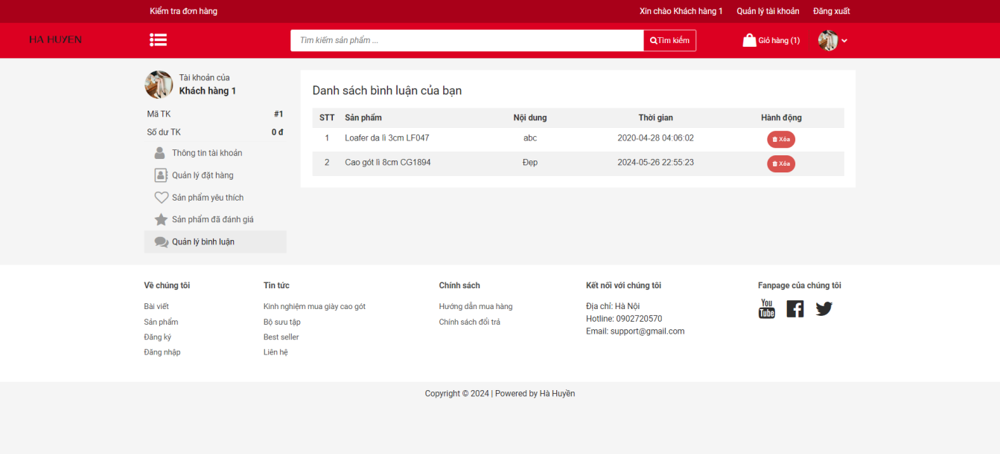 Kiểm tra đơn hàng
Xin chào Khách hàng 1 Quản lý tài khoản Đăng xuất
HA HUYEN
Tìm kiếm sản phẩm ...
Tìm kiếm
Giỏ hàng (1)
Tài khoản của
Khách hàng 1
Mã TK #1
Số dư TK 0 đ
Thông tin tài khoản
Quản lý đặt hàng
Sản phẩm yêu thích
Sản phẩm đã đánh giá
Quản lý bình luận
Danh sách bình luận của bạn
STT Sản phẩm Nội dung Thời gian Hành động
1 Loafer da lì 3cm LF047 abc 2020-04-28 04:06:02 Xóa
2 Cao gót lì 8cm CG1894 Đẹp 2024-05-26 22:55:23 Xóa
Về chúng tôi
Bài viết
Sản phẩm
Đăng ký
Đăng nhập
Tin tức
Kinh nghiệm mua giày cao gót
Bộ sưu tập
Best seller
Liên hệ
Chính sách
Hướng dẫn mua hàng
Chính sách đổi trả
Kết nối với chúng tôi
Địa chỉ: Hà Nội
Hotline: 0902720570
Email: support@gmail.com
Fanpage của chúng tôi
You
Tube
Copyright © 2024 | Powered by Hà Huyền